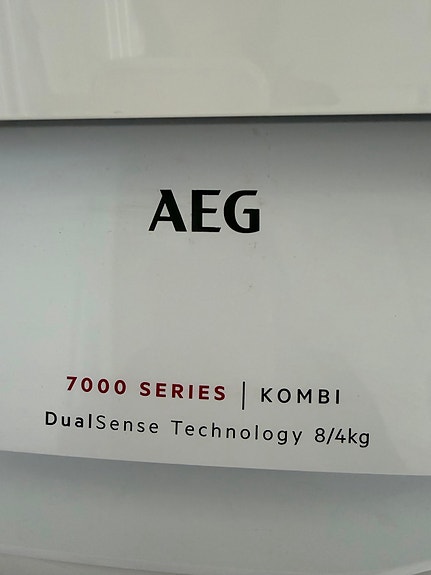 AEG
7000 SERIES | KOMBI
DualSense Technology 8/4kg